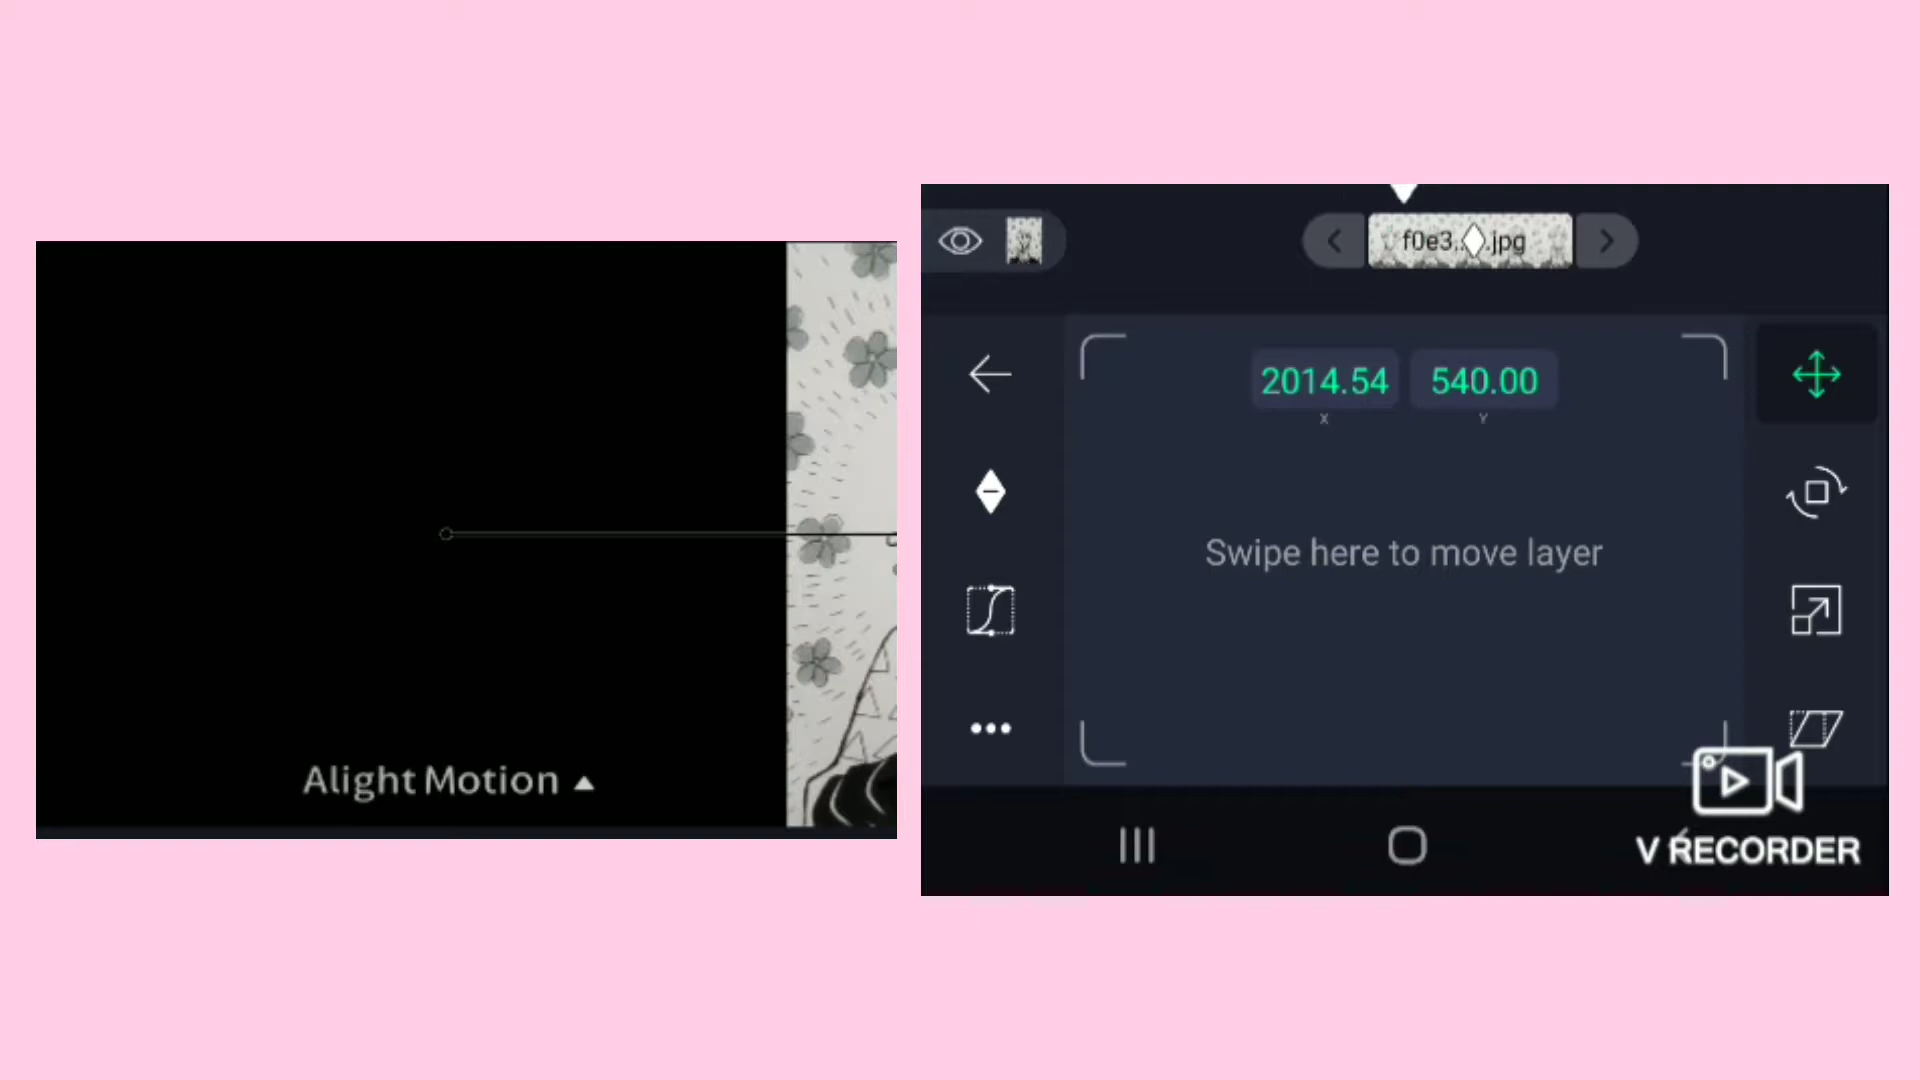 Alight Motion
f0e3...jpg
2014.54 540.00
X Y
Swipe here to move layer
V RECORDER